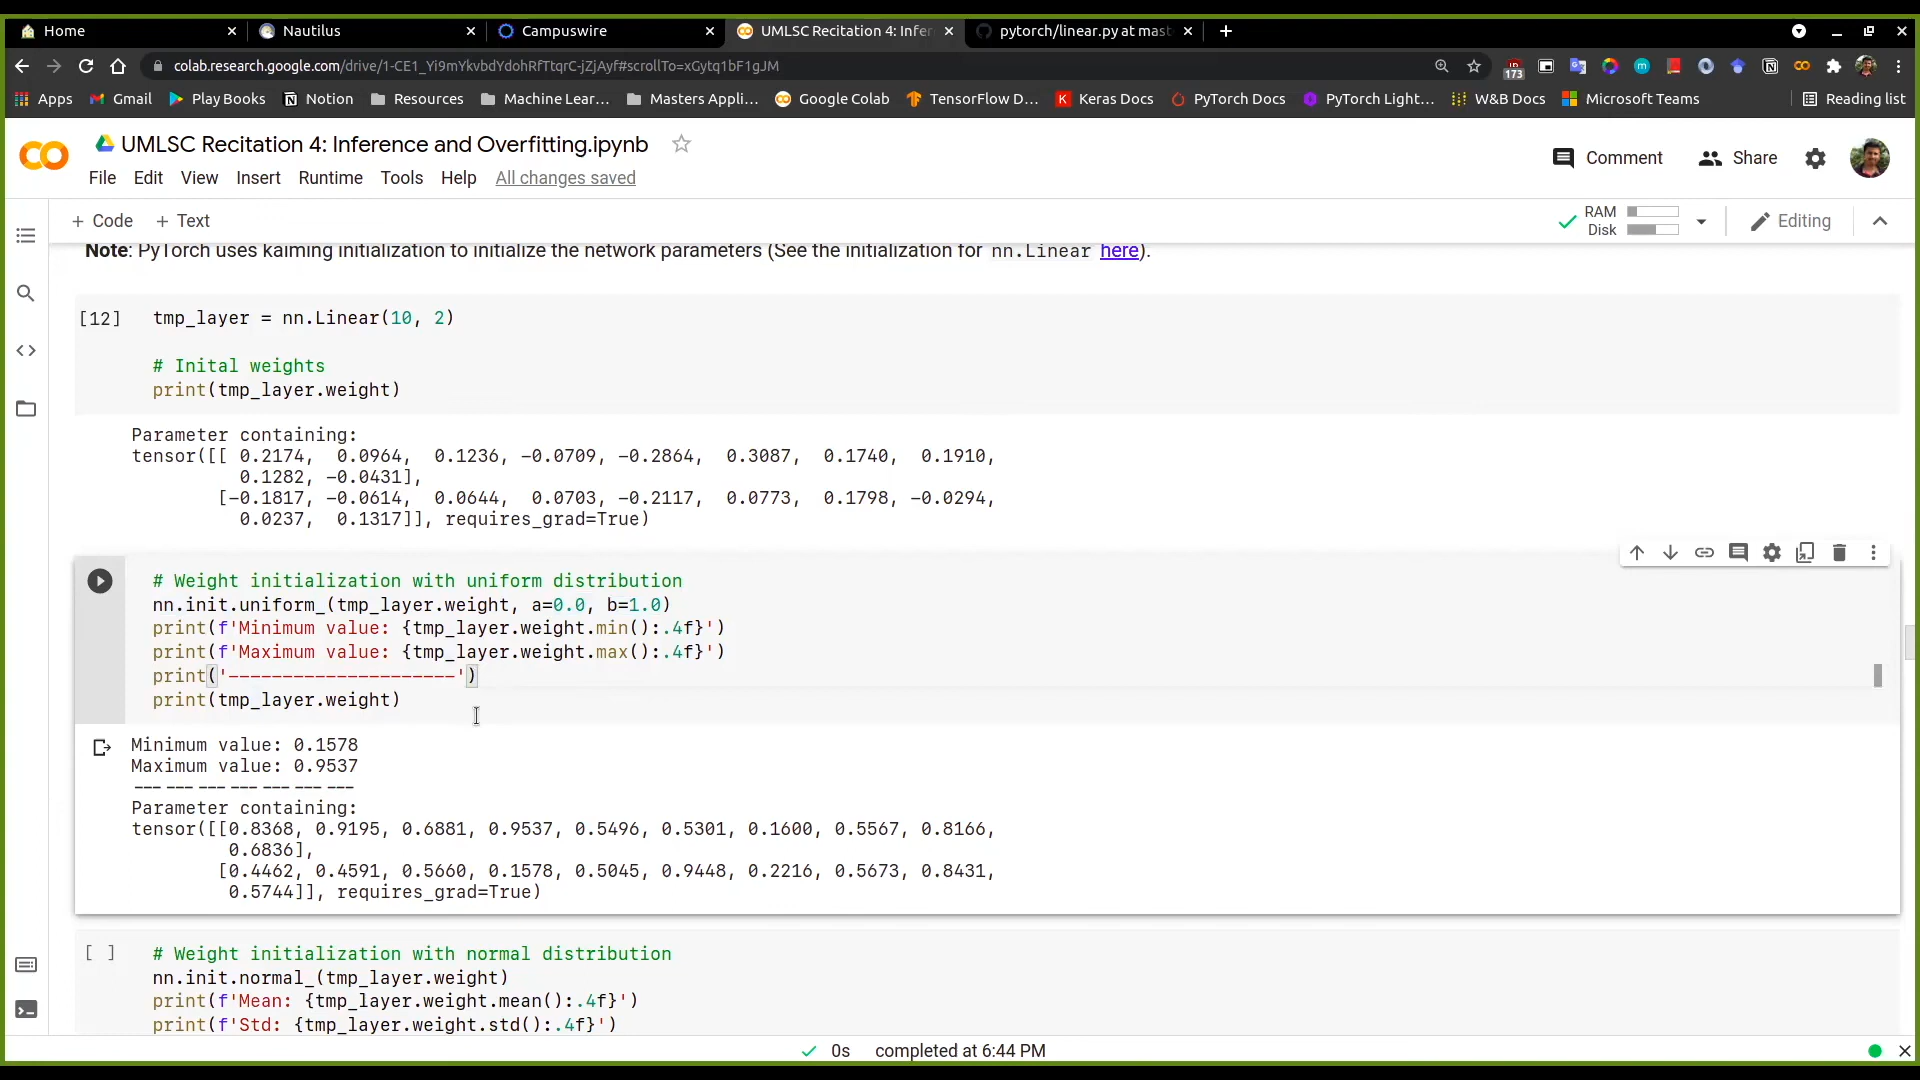 Home
Nautilus
Campuswire
UMLSC Recitation 4: Infer
pytorch/linear.py at mast
colab.research.google.com/drive/1-CE1_Yi9mYkvbdYdohRfTtqrC-jZjAyf#scrollTo=xGytq1bF1gJM
173
Apps Gmail Play Books Notion Resources Machine Lear... Masters Appli... Google Colab TensorFlow D... Keras Docs PyTorch Docs PyTorch Light... W&B Docs Microsoft Teams Reading list
UMLSC Recitation 4: Inference and Overfitting.ipynb
Comment Share
File Edit View Insert Runtime Tools Help All changes saved
+ Code + Text
RAM
Disk
Editing
Note: PyTorch uses kaiming initialization to initialize the network parameters (See the initialization for nn.Linear here).
[12] tmp_layer = nn.Linear(10, 2)
# Inital weights
print(tmp_layer.weight)
Parameter containing:
tensor([[ 0.2174, 0.0964, 0.1236, -0.0709, -0.2864, 0.3087, 0.1740, 0.1910,
0.1282, -0.0431],
[-0.1817, -0.0614, 0.0644, 0.0703, -0.2117, 0.0773, 0.1798, -0.0294,
0.0237, 0.1317]], requires_grad=True)
# Weight initialization with uniform distribution
nn.init.uniform_(tmp_layer.weight, a=0.0, b=1.0)
print(f'Minimum value: {tmp_layer.weight.min():.4f}')
print(f'Maximum value: {tmp_layer.weight.max():.4f}')
print('---------------------')
print(tmp_layer.weight)
Minimum value: 0.1578
Maximum value: 0.9537
---------------------
Parameter containing:
tensor([[0.8368, 0.9195, 0.6881, 0.9537, 0.5496, 0.5301, 0.1600, 0.5567, 0.8166,
0.6836],
[0.4462, 0.4591, 0.5660, 0.1578, 0.5045, 0.9448, 0.2216, 0.5673, 0.8431,
0.5744]], requires_grad=True)
[ ] # Weight initialization with normal distribution
nn.init.normal_(tmp_layer.weight)
print(f'Mean: {tmp_layer.weight.mean():.4f}')
print(f'Std: {tmp_layer.weight.std():.4f}')
0s completed at 6:44 PM